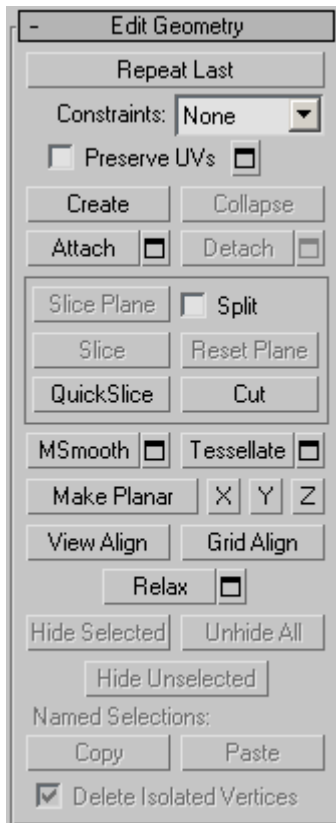 - Edit Geometry
Repeat Last
Constraints: None
Preserve UVs
Create Collapse
Attach Detach
Slice Plane Split
Slice Reset Plane
QuickSlice Cut
MSmooth Tessellate
Make Planar X Y Z
View Align Grid Align
Relax
Hide Selected Unhide All
Hide Unselected
Named Selections:
Copy Paste
Delete Isolated Vertices